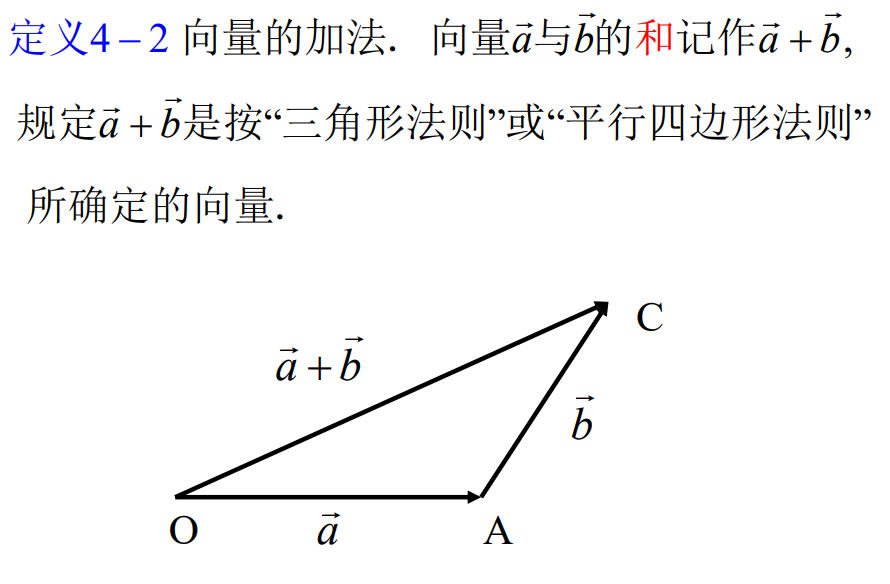 定义4－2 向量的加法. 向量a⃗与b⃗的和记作a⃗＋b⃗,
规定a⃗＋b⃗是按“三角形法则”或“平行四边形法则”
所确定的向量.
C
a⃗＋b⃗
b⃗
O a⃗ A